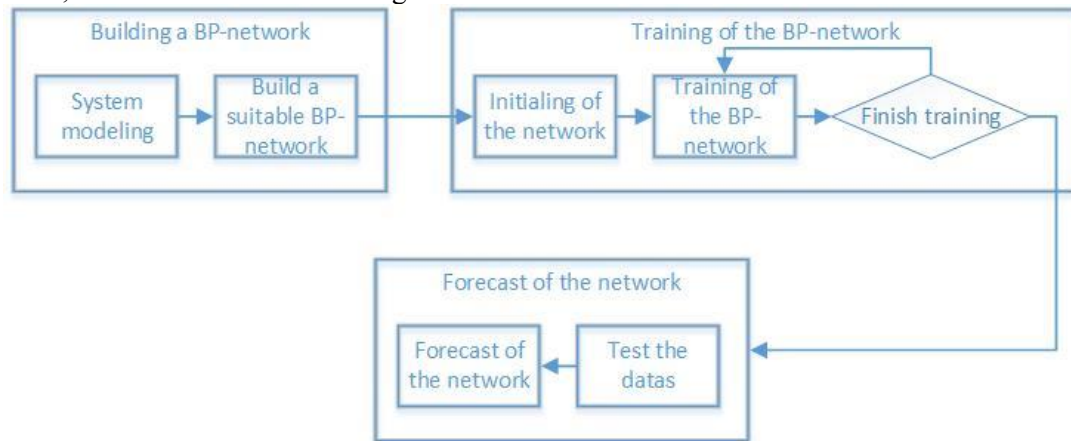 Building a BP-network
System
modeling
Build a
suitable BP-
network
Training of the BP-network
Initialing of
the network
Training of
the BP-
network
Finish training
Forecast of the network
Forecast of
the network
Test the
datas